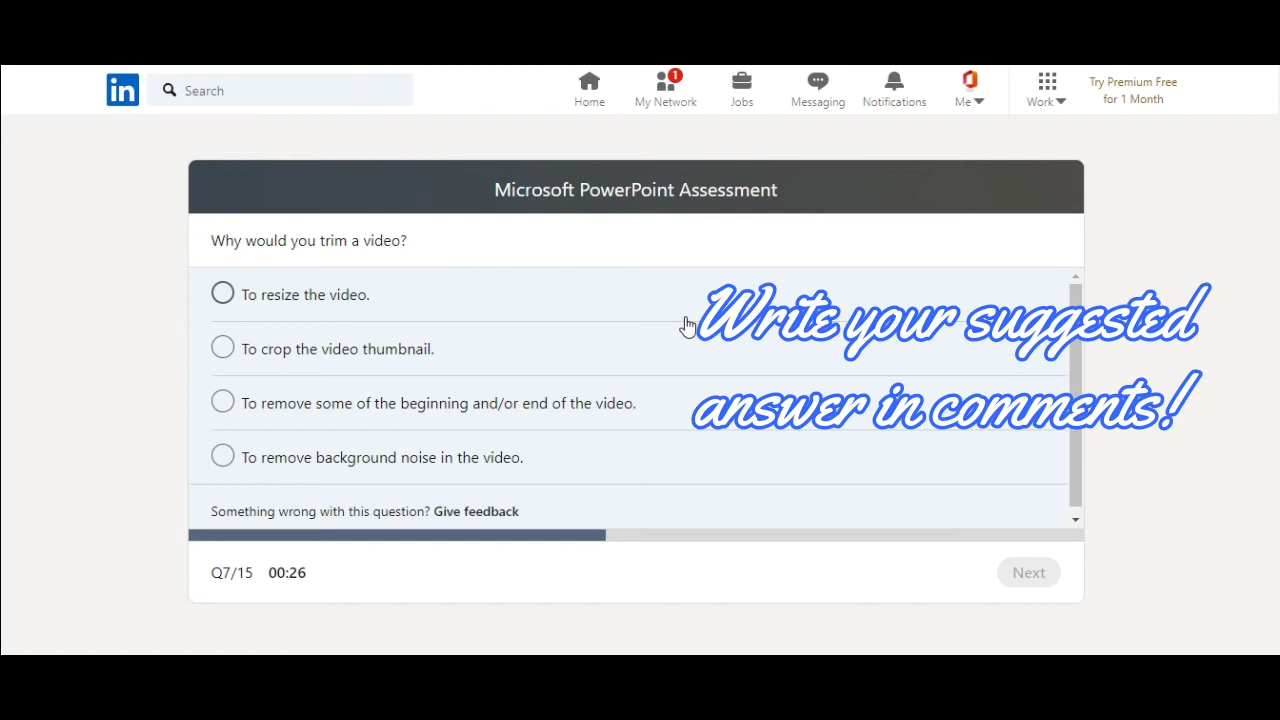 in
Search
1
Home
My Network
Jobs
Messaging
Notifications
Me
Work
Try Premium Free
for 1 Month
Microsoft PowerPoint Assessment
Why would you trim a video?
To resize the video.
To crop the video thumbnail.
To remove some of the beginning and/or end of the video.
To remove background noise in the video.
Write your suggested
answer in comments!
Something wrong with this question? Give feedback
Q7/15 00:26
Next